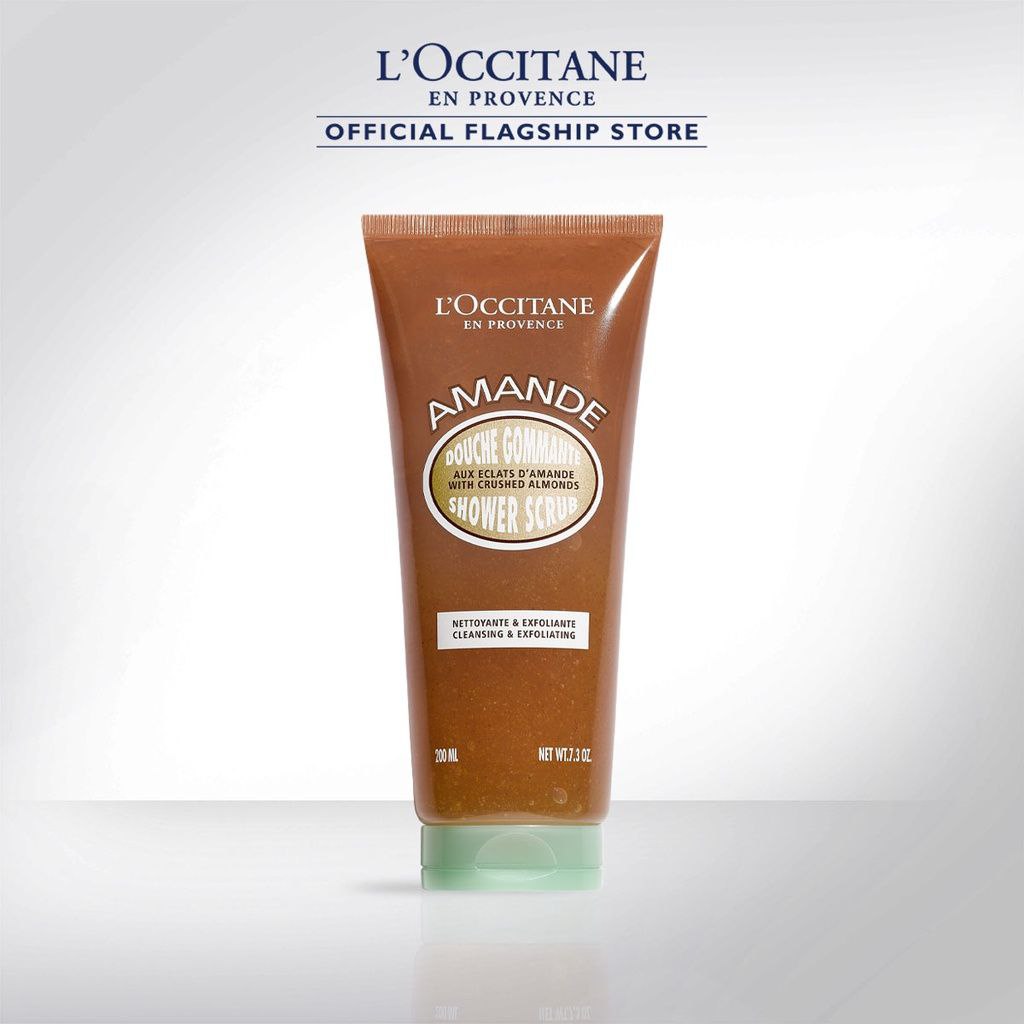 L'OCCITANE
EN PROVENCE
OFFICIAL FLAGSHIP STORE
L'OCCITANE
EN PROVENCE
AMANDE
DOUCHE GOMMANTE
AUX ECLATS D'AMANDE
WITH CRUSHED ALMONDS
SHOWER SCRUB
NETTOYANTE & EXFOLIANTE
CLEANSING & EXFOLIATING
200 ML NET WT.7.3 OZ.